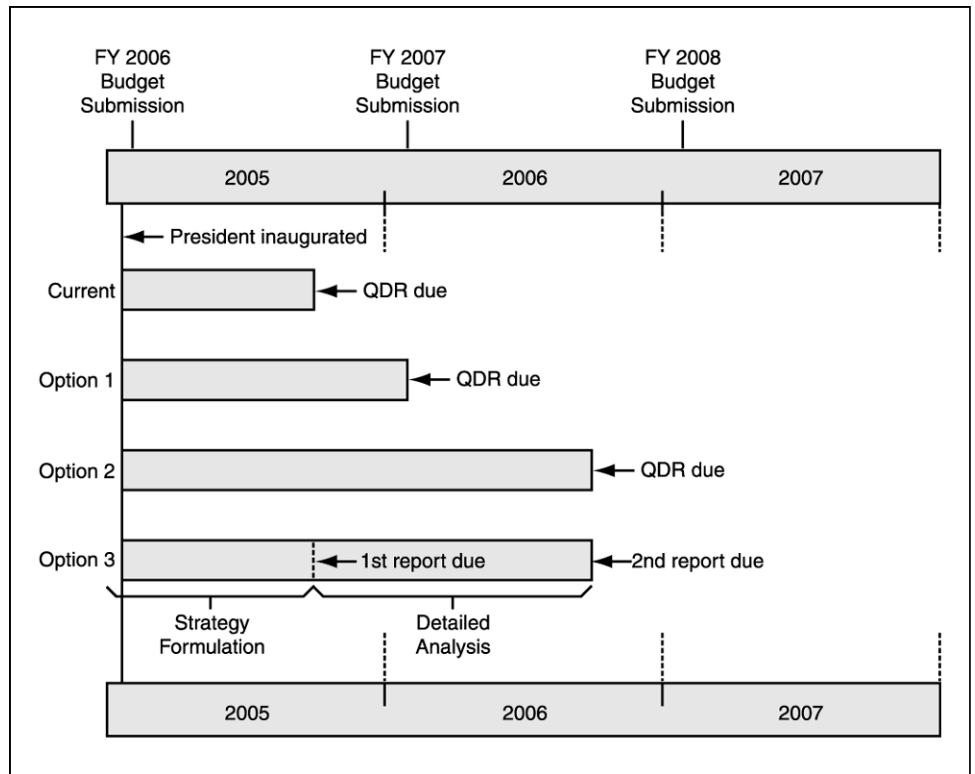 FY 2006
Budget
Submission
FY 2007
Budget
Submission
FY 2008
Budget
Submission
2005
2006
2007
President inaugurated
Current
QDR due
Option 1
QDR due
Option 2
QDR due
Option 3
1st report due
2nd report due
Strategy
Formulation
Detailed
Analysis
2005
2006
2007